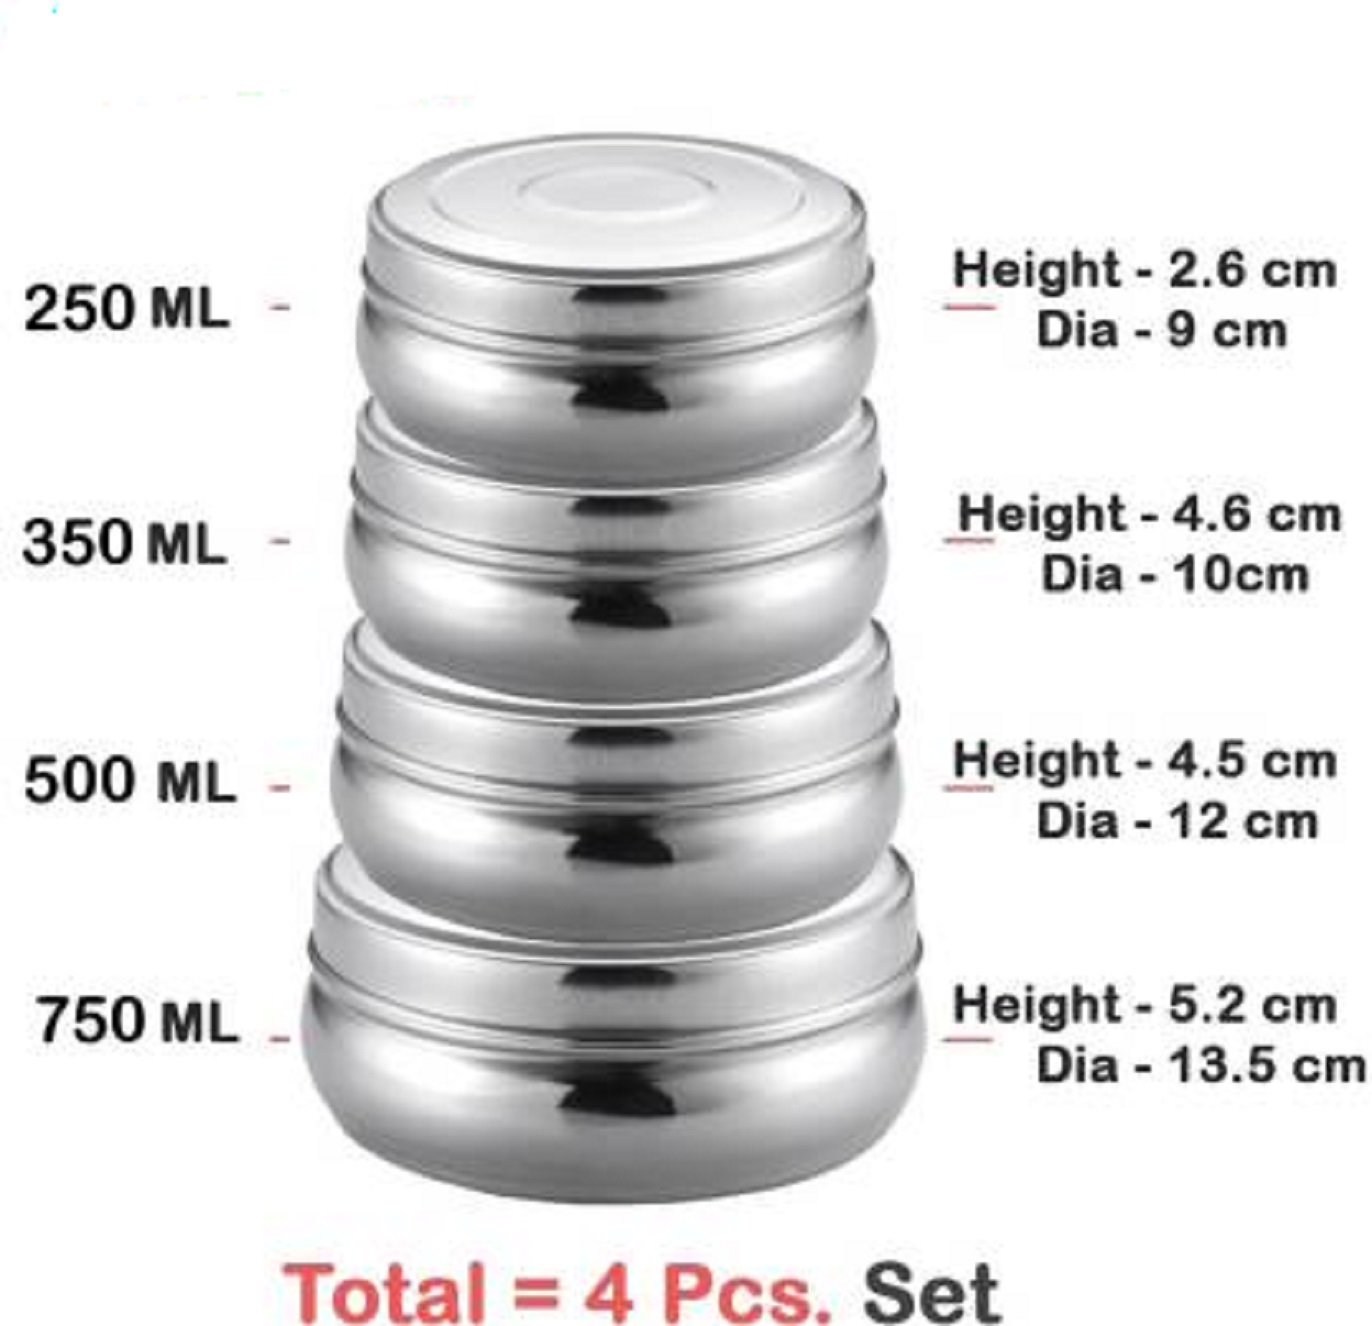 250 ML
Height - 2.6 cm
Dia - 9 cm
350 ML
Height - 4.6 cm
Dia - 10cm
500 ML
Height - 4.5 cm
Dia - 12 cm
750 ML
Height - 5.2 cm
Dia - 13.5 cm
Total = 4 Pcs. Set